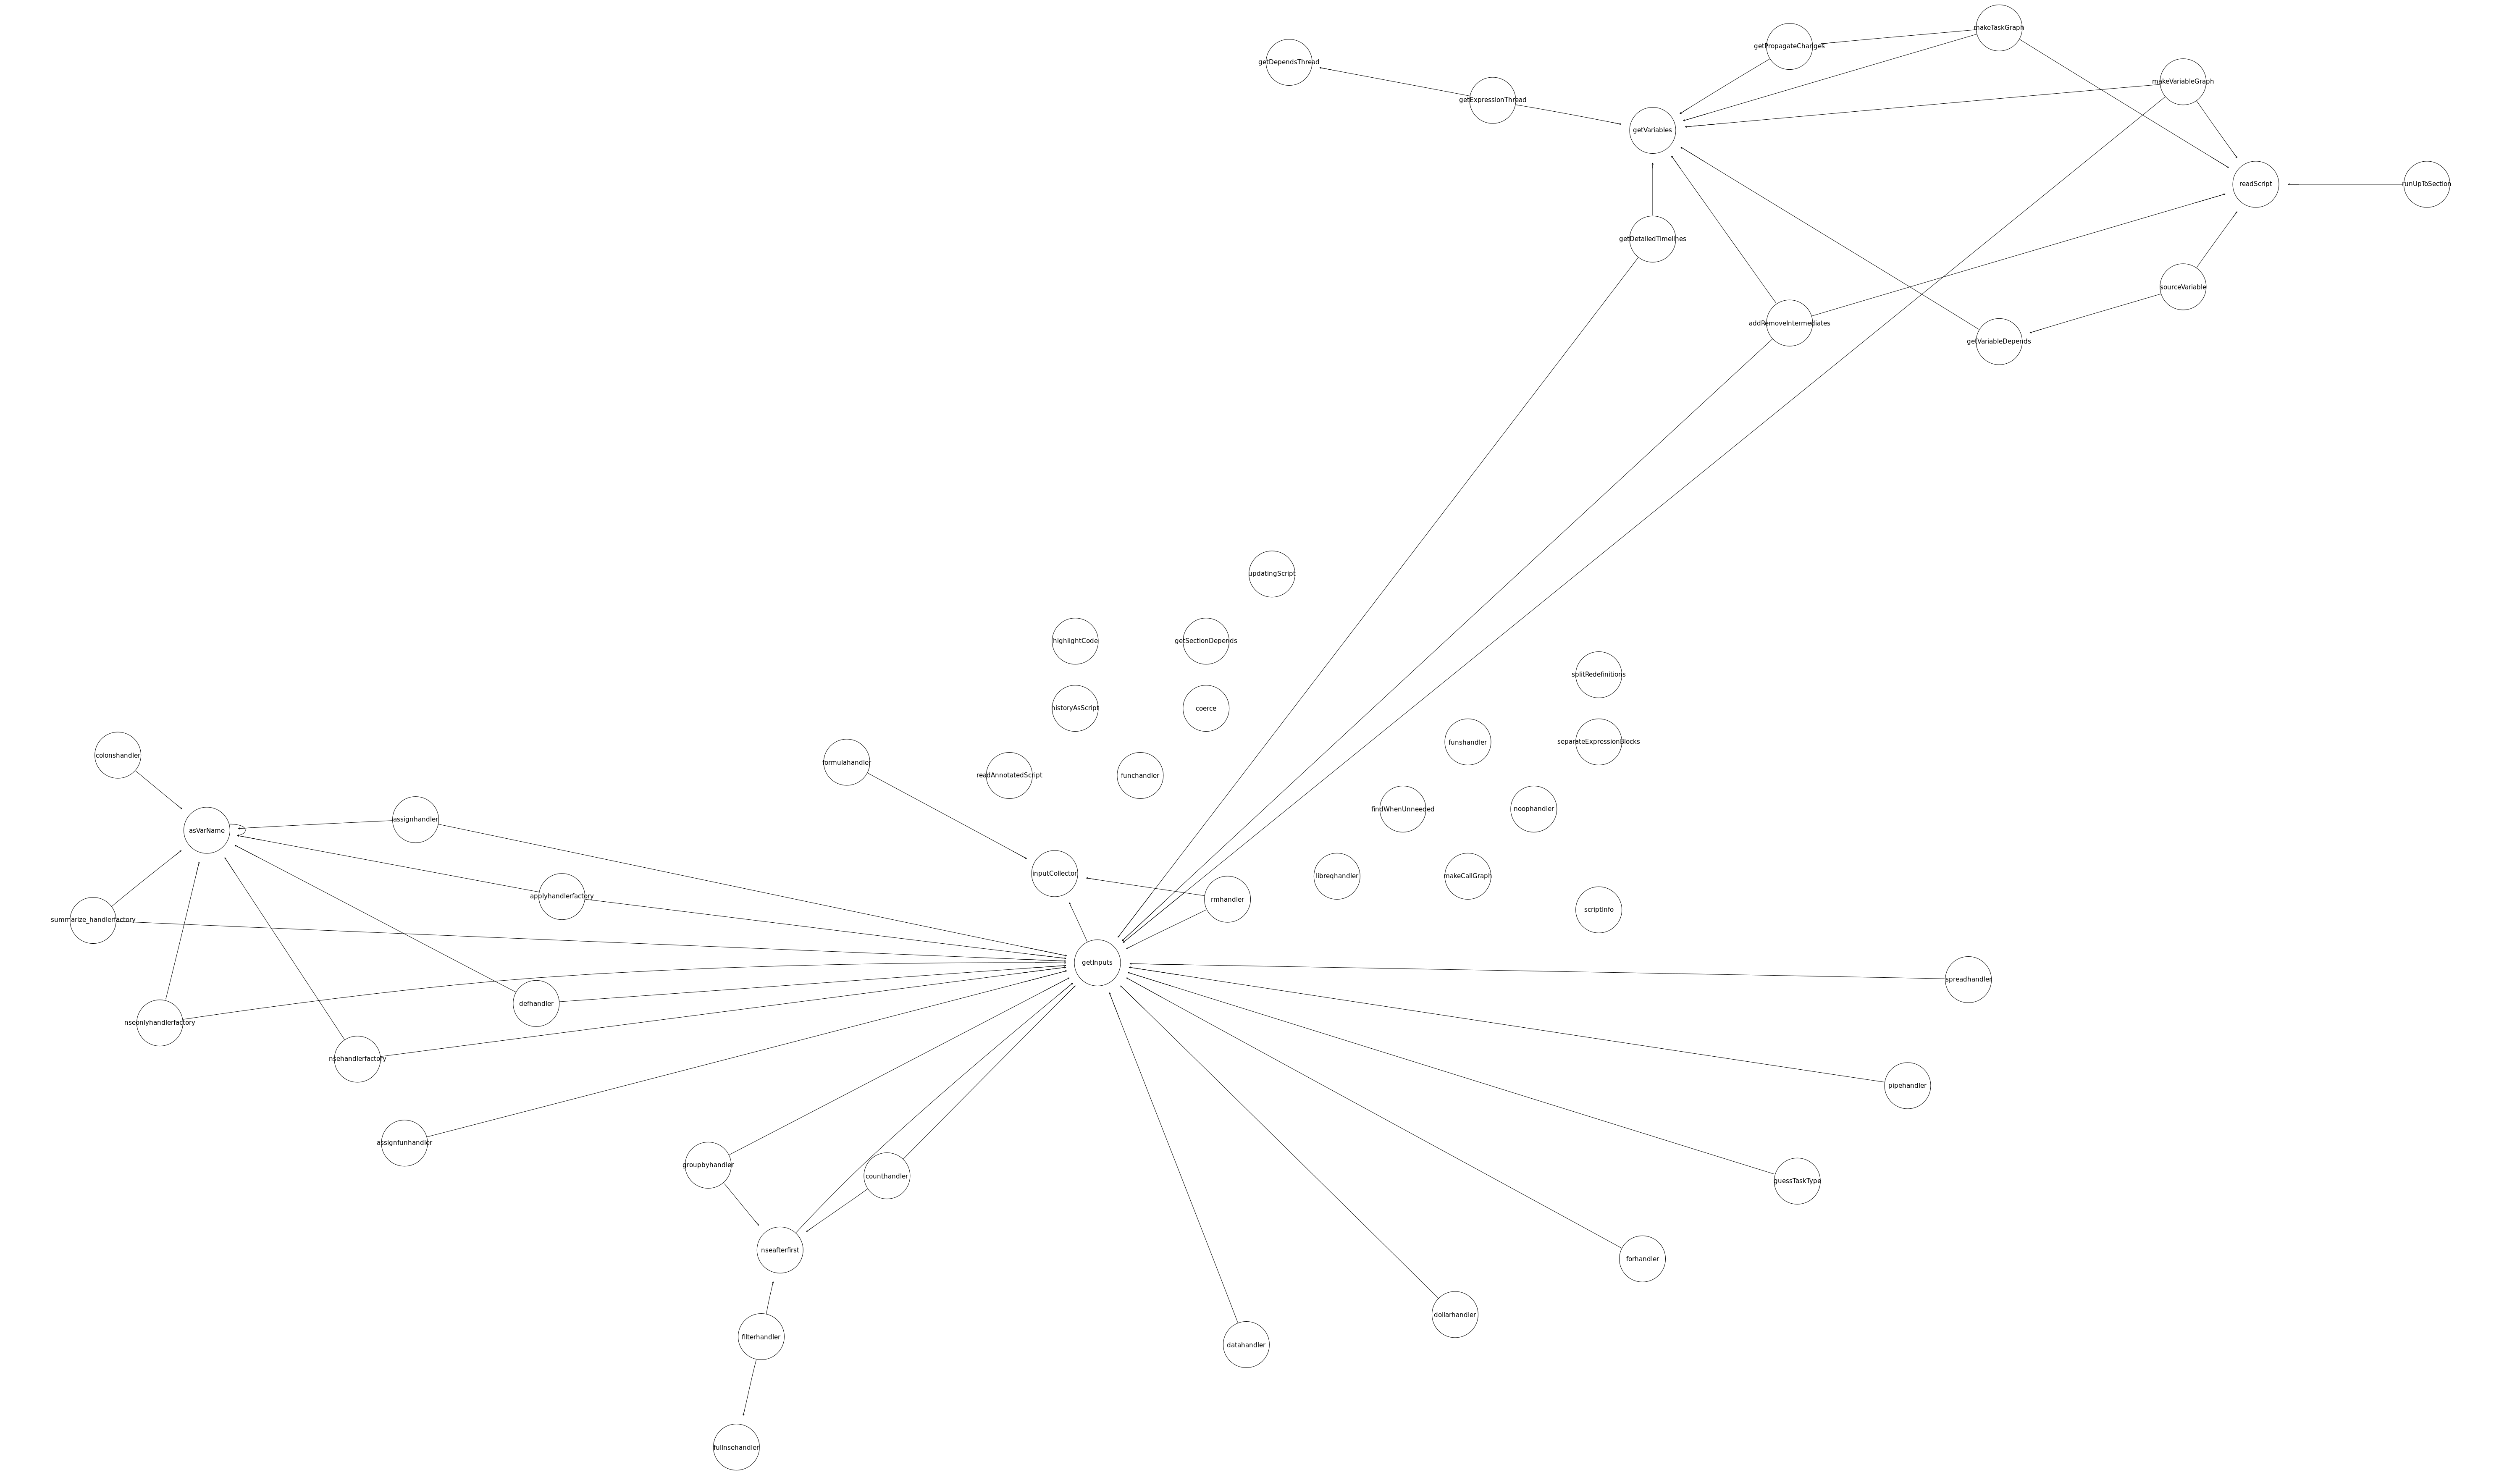 makeTaskGraph
getPropagateChanges
getDependsThread
makeVariableGraph
getExpressionThread
getVariables
readScript
runUpToSection
getDetailedTimelines
sourceVariable
addRemoveIntermediates
getVariableDepends
updatingScript
highlightCode
getSectionDepends
splitRedefinitions
historyAsScript
coerce
funshandler
separateExpressionBlocks
colonshandler
formulahandler
readAnnotatedScript
funchandler
findWhenUnneeded
noophandler
assignhandler
asVarName
inputCollector
libreqhandler
makeCallGraph
applyhandlerfactory
rmhandler
scriptInfo
summarize_handlerfactory
getInputs
spreadhandler
defhandler
nseonlyhandlerfactory
nsehandlerfactory
pipehandler
assignfunhandler
groupbyhandler
counthandler
guessTaskType
nseafterfirst
forhandler
dollarhandler
filterhandler
datahandler
fullnsehandler